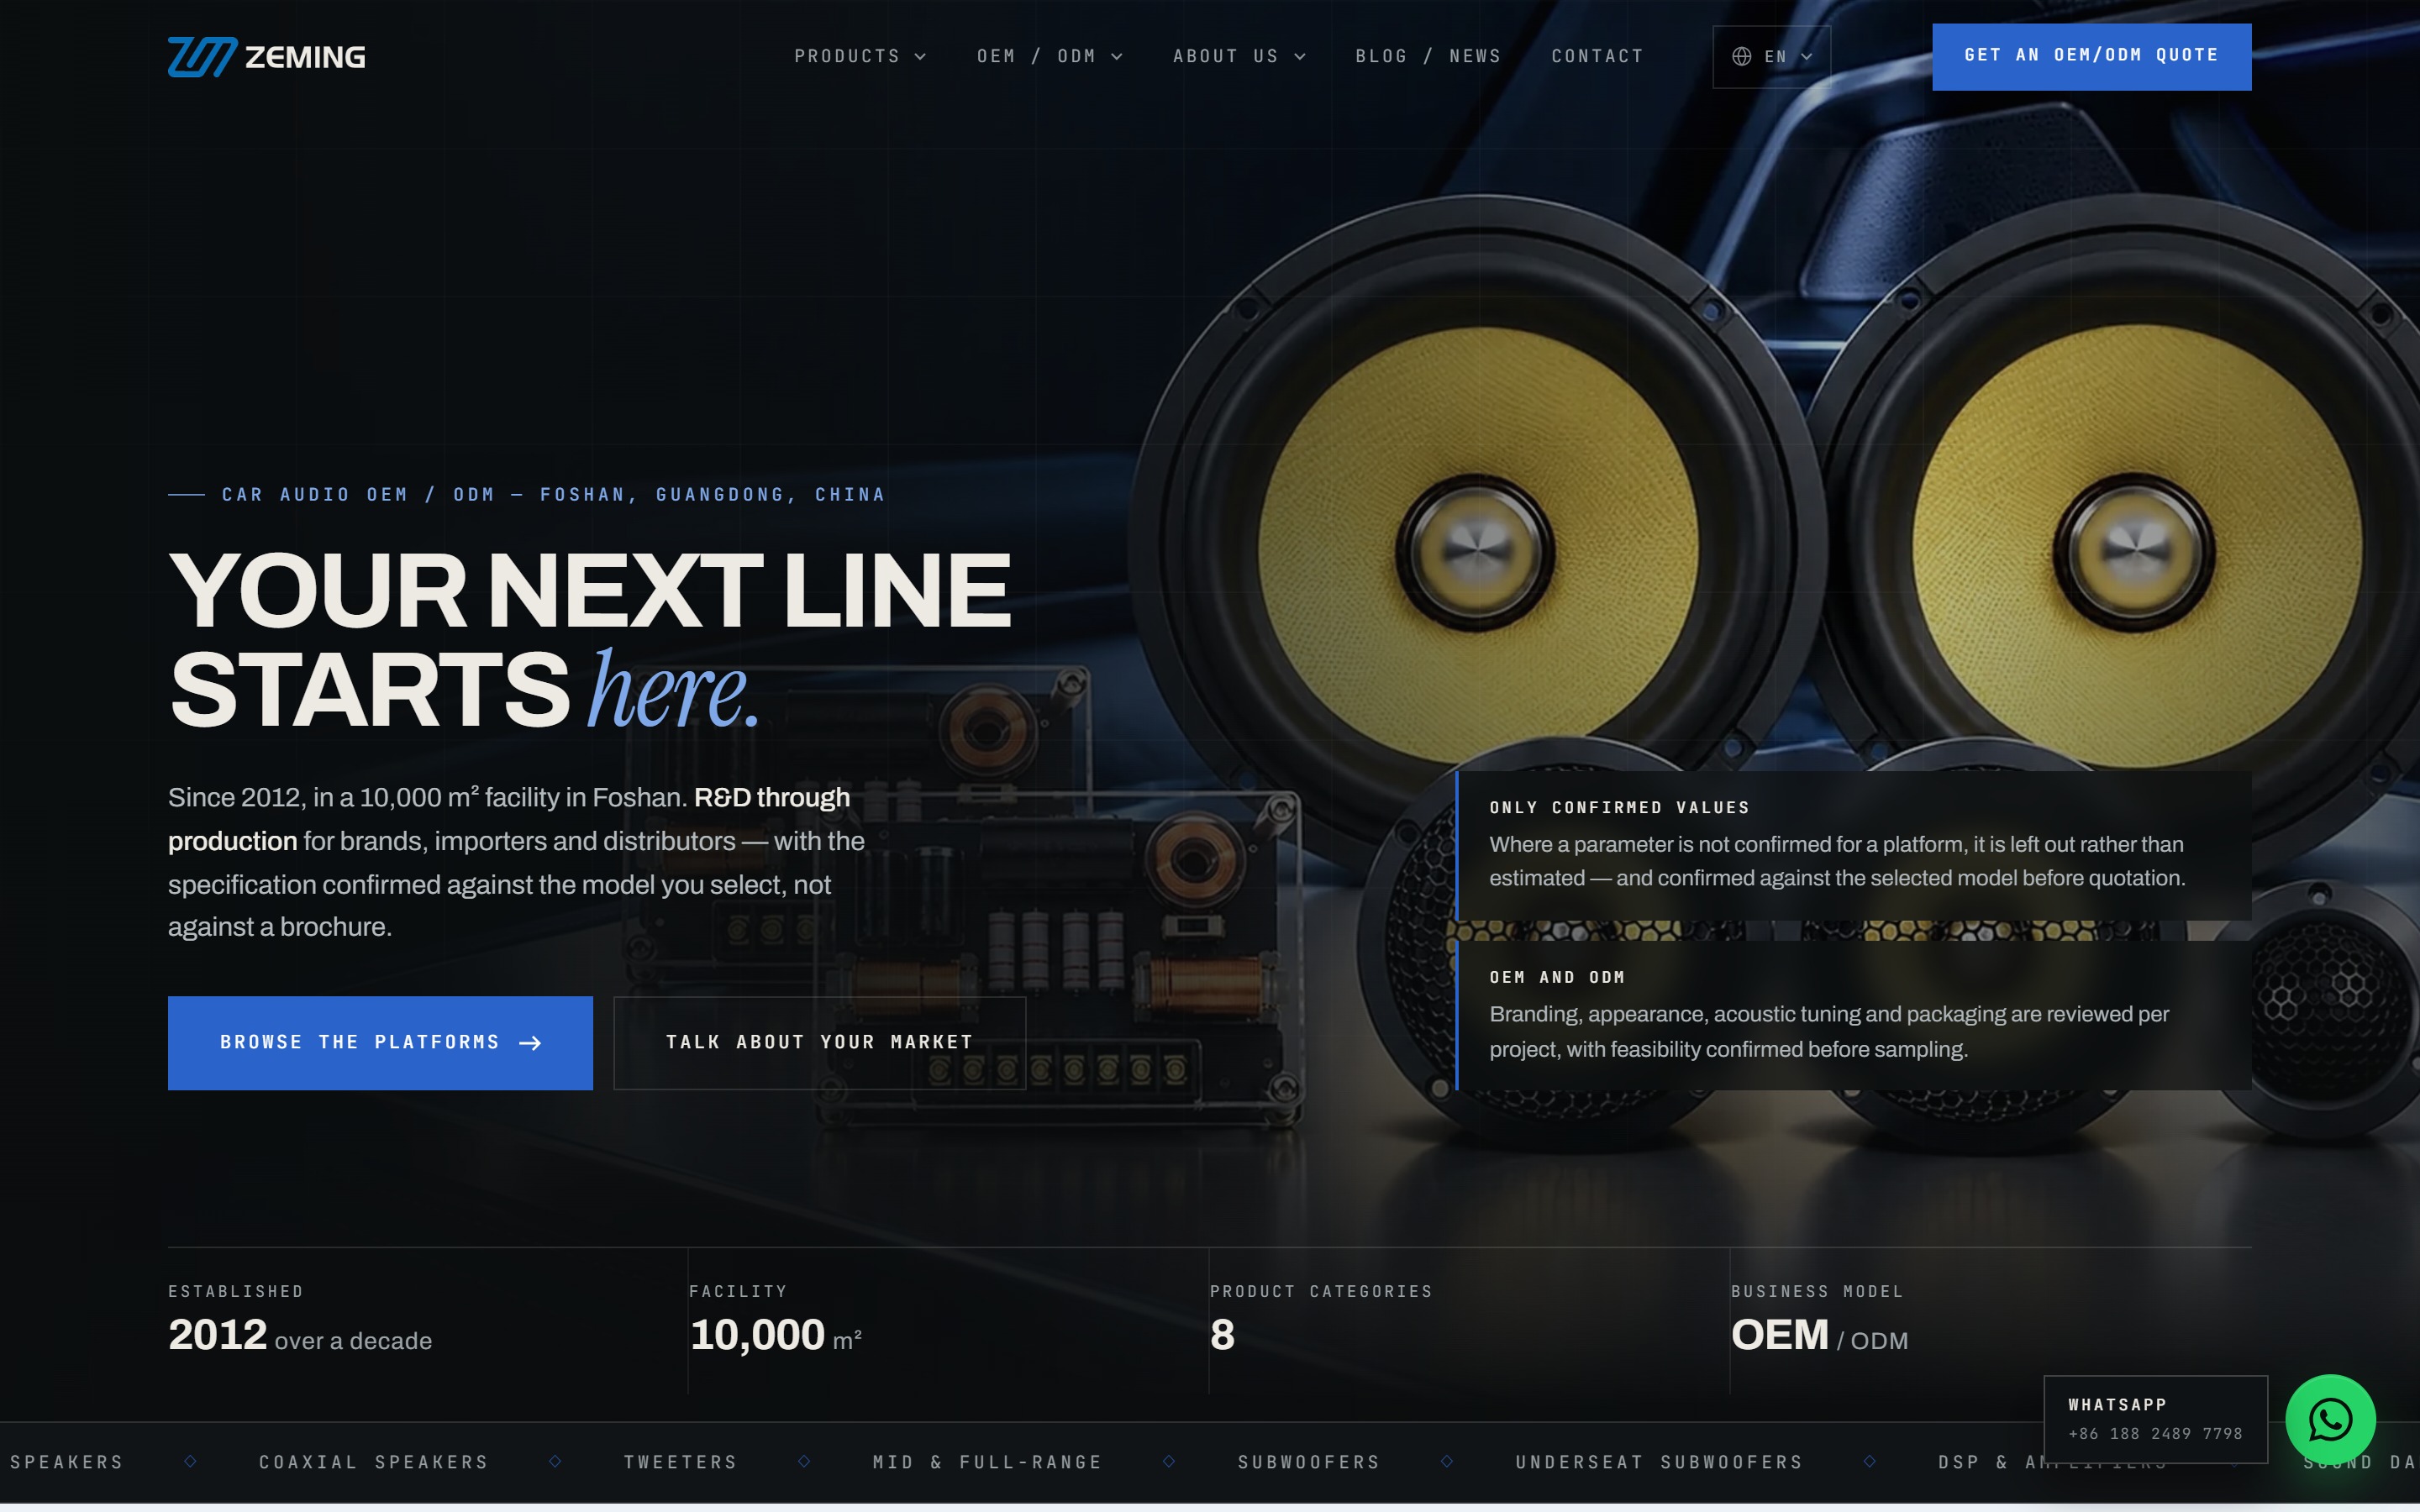 ZEMING
PRODUCTS
OEM / ODM
ABOUT US
BLOG / NEWS
CONTACT
EN
GET AN OEM/ODM QUOTE
CAR AUDIO OEM / ODM — FOSHAN, GUANGDONG, CHINA
YOUR NEXT LINE
STARTS here.
Since 2012, in a 10,000 m² facility in Foshan. R&D through
production for brands, importers and distributors — with the
specification confirmed against the model you select, not
against a brochure.
BROWSE THE PLATFORMS →
TALK ABOUT YOUR MARKET
ONLY CONFIRMED VALUES
Where a parameter is not confirmed for a platform, it is left out rather than
estimated — and confirmed against the selected model before quotation.
OEM AND ODM
Branding, appearance, acoustic tuning and packaging are reviewed per
project, with feasibility confirmed before sampling.
ESTABLISHED
2012 over a decade
FACILITY
10,000 m²
PRODUCT CATEGORIES
8
BUSINESS MODEL
OEM / ODM
WHATSAPP
+86 188 2489 7798
SPEAKERS ◇ COAXIAL SPEAKERS ◇ TWEETERS ◇ MID & FULL-RANGE ◇ SUBWOOFERS ◇ UNDERSEAT SUBWOOFERS ◇ DSP &